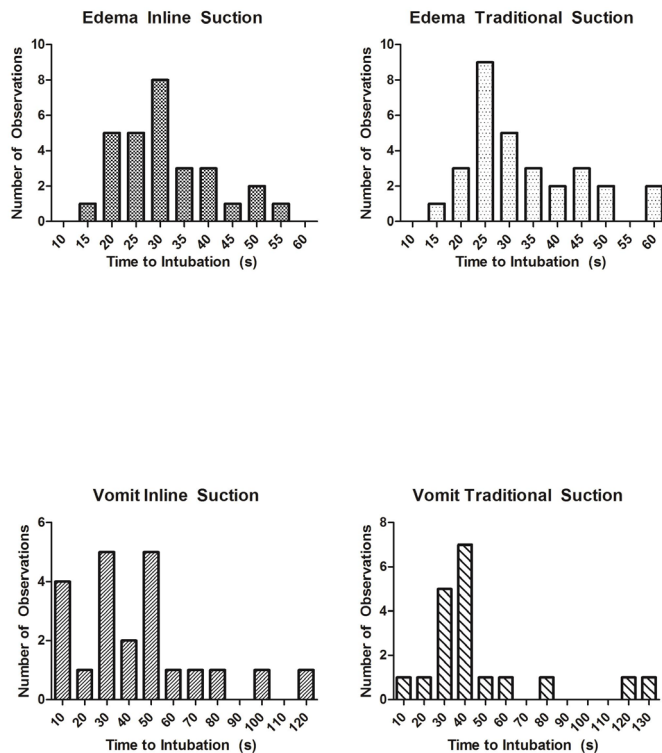 Edema Inline Suction
Number of Observations
10
8
6
4
2
0
10 15 20 25 30 35 40 45 50 55 60
Time to Intubation (s)
Edema Traditional Suction
Number of Observations
10
8
6
4
2
0
10 15 20 25 30 35 40 45 50 55 60
Time to Intubation (s)
Vomit Inline Suction
Number of Observations
6
4
2
0
10 20 30 40 50 60 70 80 90 100 110 120
Time to Intubation (s)
Vomit Traditional Suction
Number of Observations
8
6
4
2
0
10 20 30 40 50 60 70 80 90 100 110 120 130
Time to Intubation (s)